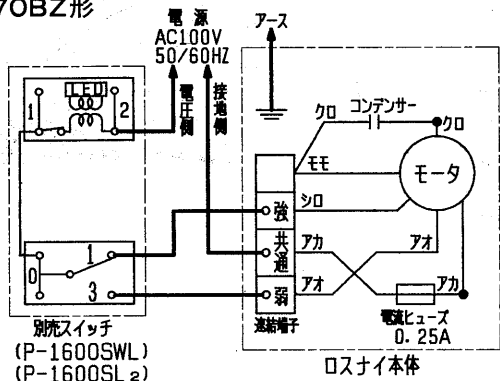 70BZ形
電源
AC100V
50/60HZ
アース
LED
1
2
電圧側
接地側
クロ
コンデンサー
クロ
モモ
モータ
シロ
強
共通
アカ
アオ
弱
アオ
アカ
0
1
3
電流ヒューズ
0.25A
別売スイッチ
(P-1600SWL)
(P-1600SL2)
連結端子
ロスナイ本体